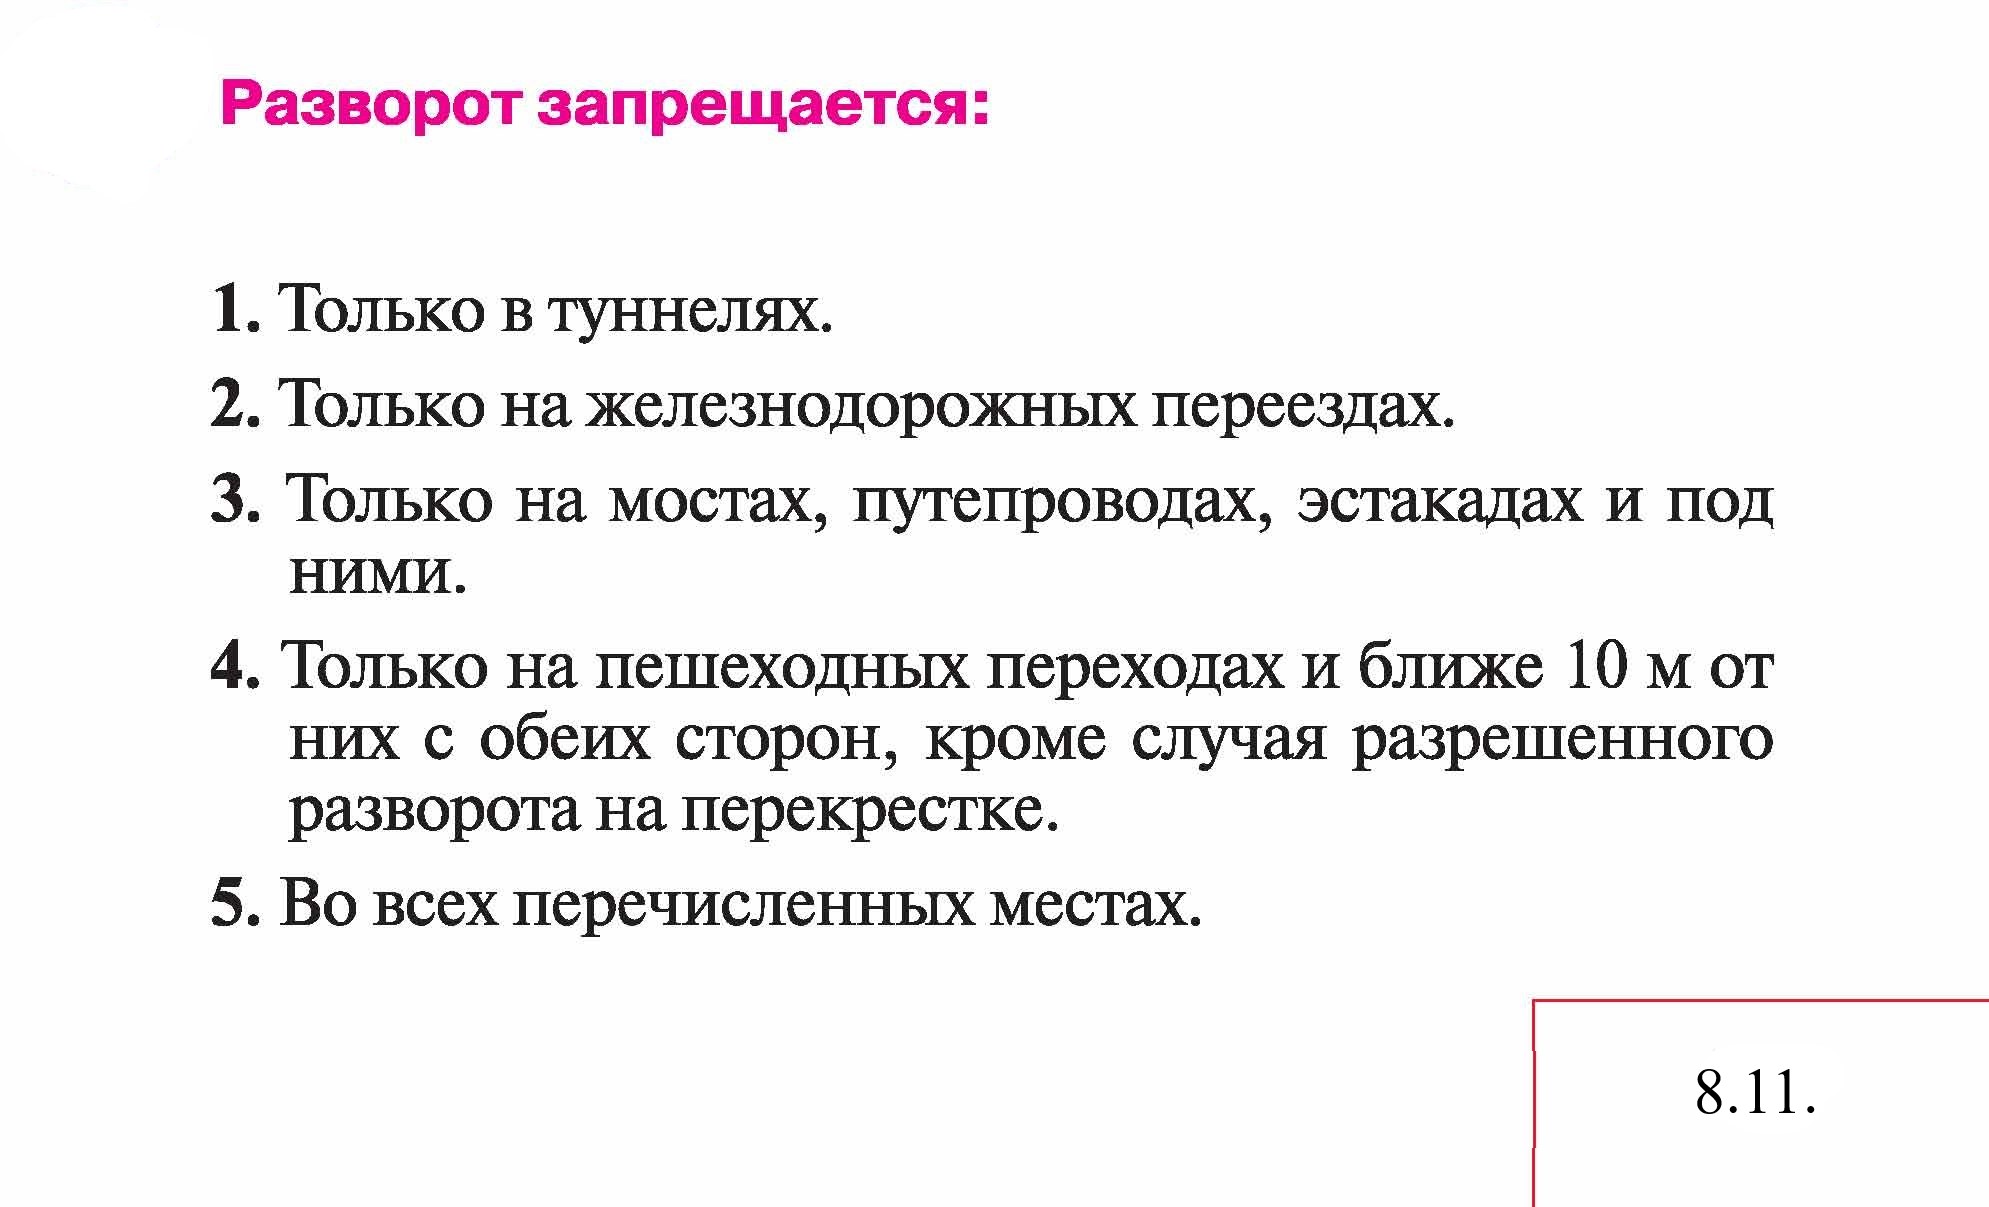 Разворот запрещается:
1. Только в туннелях.
2. Только на железнодорожных переездах.
3. Только на мостах, путепроводах, эстакадах и под
ними.
4. Только на пешеходных переходах и ближе 10 м от
них с обеих сторон, кроме случая разрешенного
разворота на перекрестке.
5. Во всех перечисленных местах.
8.11.